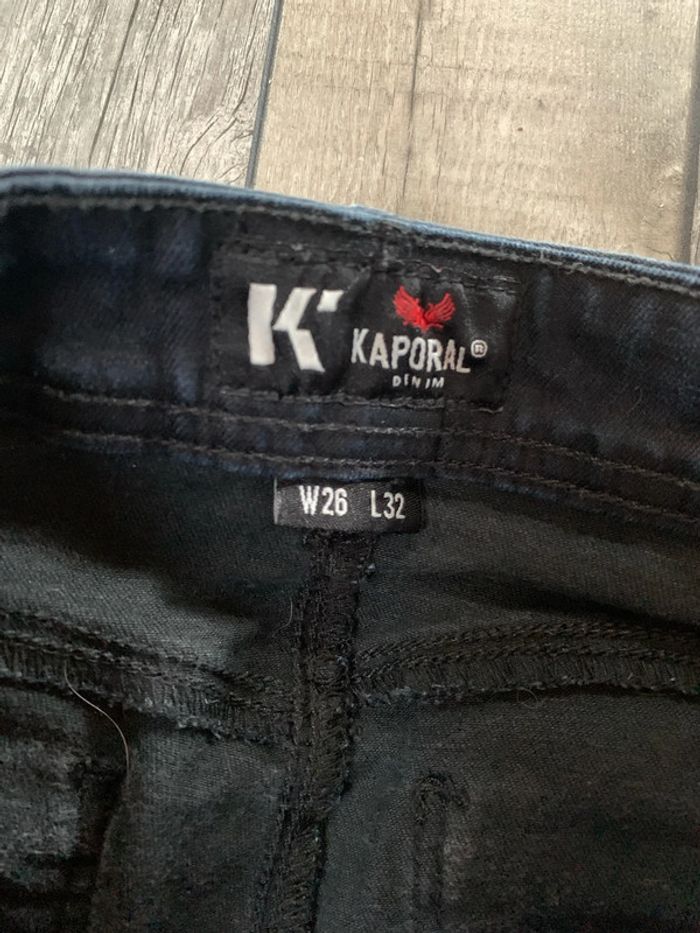 K'
KAPORAL®
DENIM
W26 L32